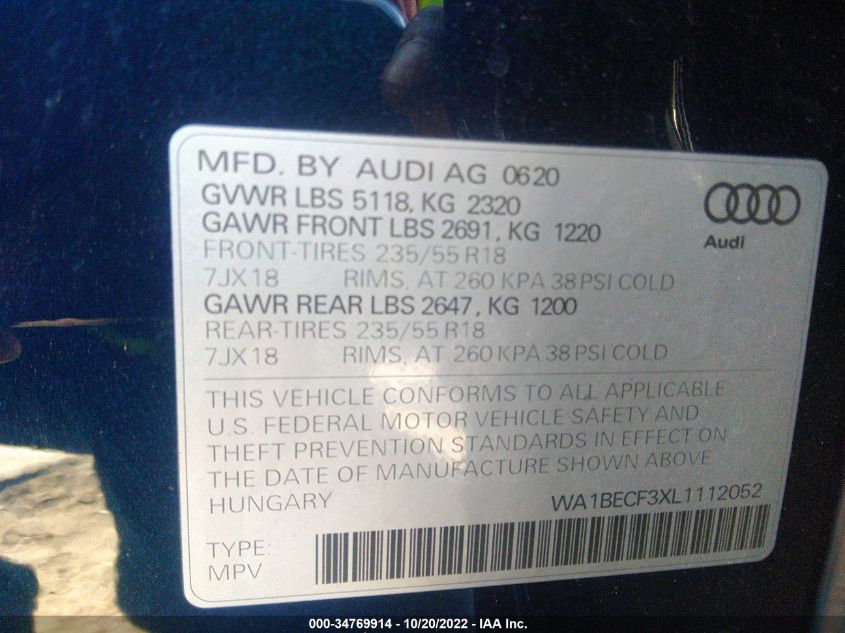 MFD. BY AUDI AG 0620
GVWR LBS 5118, KG 2320
GAWR FRONT LBS 2691, KG 1220
FRONT-TIRES 235/55 R18
7JX18 RIMS, AT 260 KPA 38 PSI COLD
GAWR REAR LBS 2647, KG 1200
REAR-TIRES 235/55 R18
7JX18 RIMS, AT 260 KPA 38 PSI COLD
Audi
THIS VEHICLE CONFORMS TO ALL APPLICABLE
U.S. FEDERAL MOTOR VEHICLE SAFETY AND
THEFT PREVENTION STANDARDS IN EFFECT ON
THE DATE OF MANUFACTURE SHOWN ABOVE.
HUNGARY WA1BECF3XL1112052
TYPE:
MPV
000-34769914 - 10/20/2022 - IAA Inc.